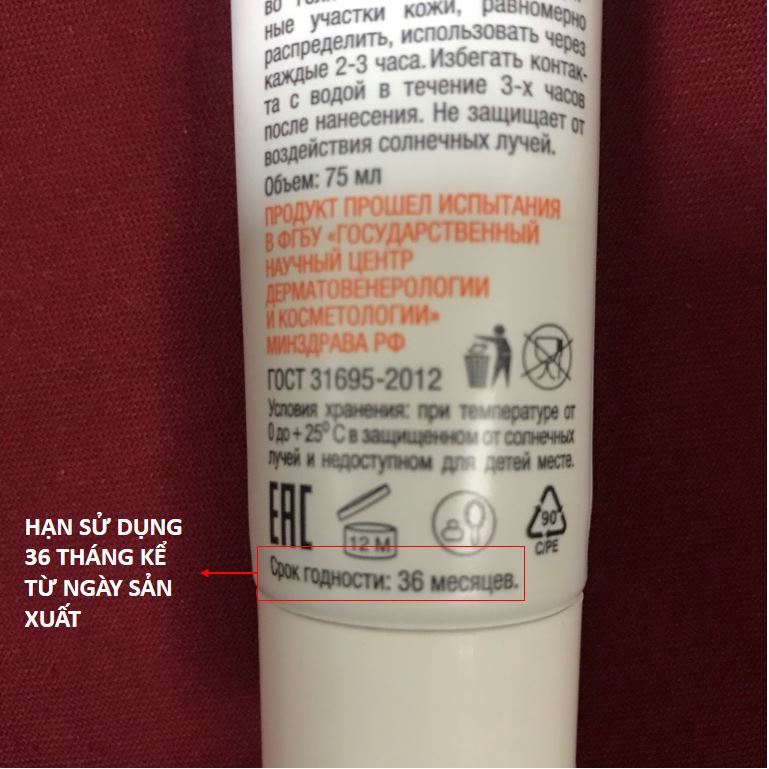 ные участки кожи, равномерно
распределить, использовать через
каждые 2-3 часа. Избегать контак-
та с водой в течение 3-х часов
после нанесения. Не защищает от
воздействия солнечных лучей.
Объем: 75 мл
ПРОДУКТ ПРОШЕЛ ИСПЫТАНИЯ
В ФГБУ «ГОСУДАРСТВЕННЫЙ
НАУЧНЫЙ ЦЕНТР
ДЕРМАТОВЕНЕРОЛОГИИ
И КОСМЕТОЛОГИИ»
МИНЗДРАВА РФ
ГОСТ 31695-2012
Условия хранения: при температуре от
0 до + 25⁰ С в защищенном от солнечных
лучей и недоступном для детей месте.
EAC
12 M
90
C/PE
Срок годности: 36 месяцев.
HẠN SỬ DỤNG
36 THÁNG KỂ
TỪ NGÀY SẢN
XUẤT